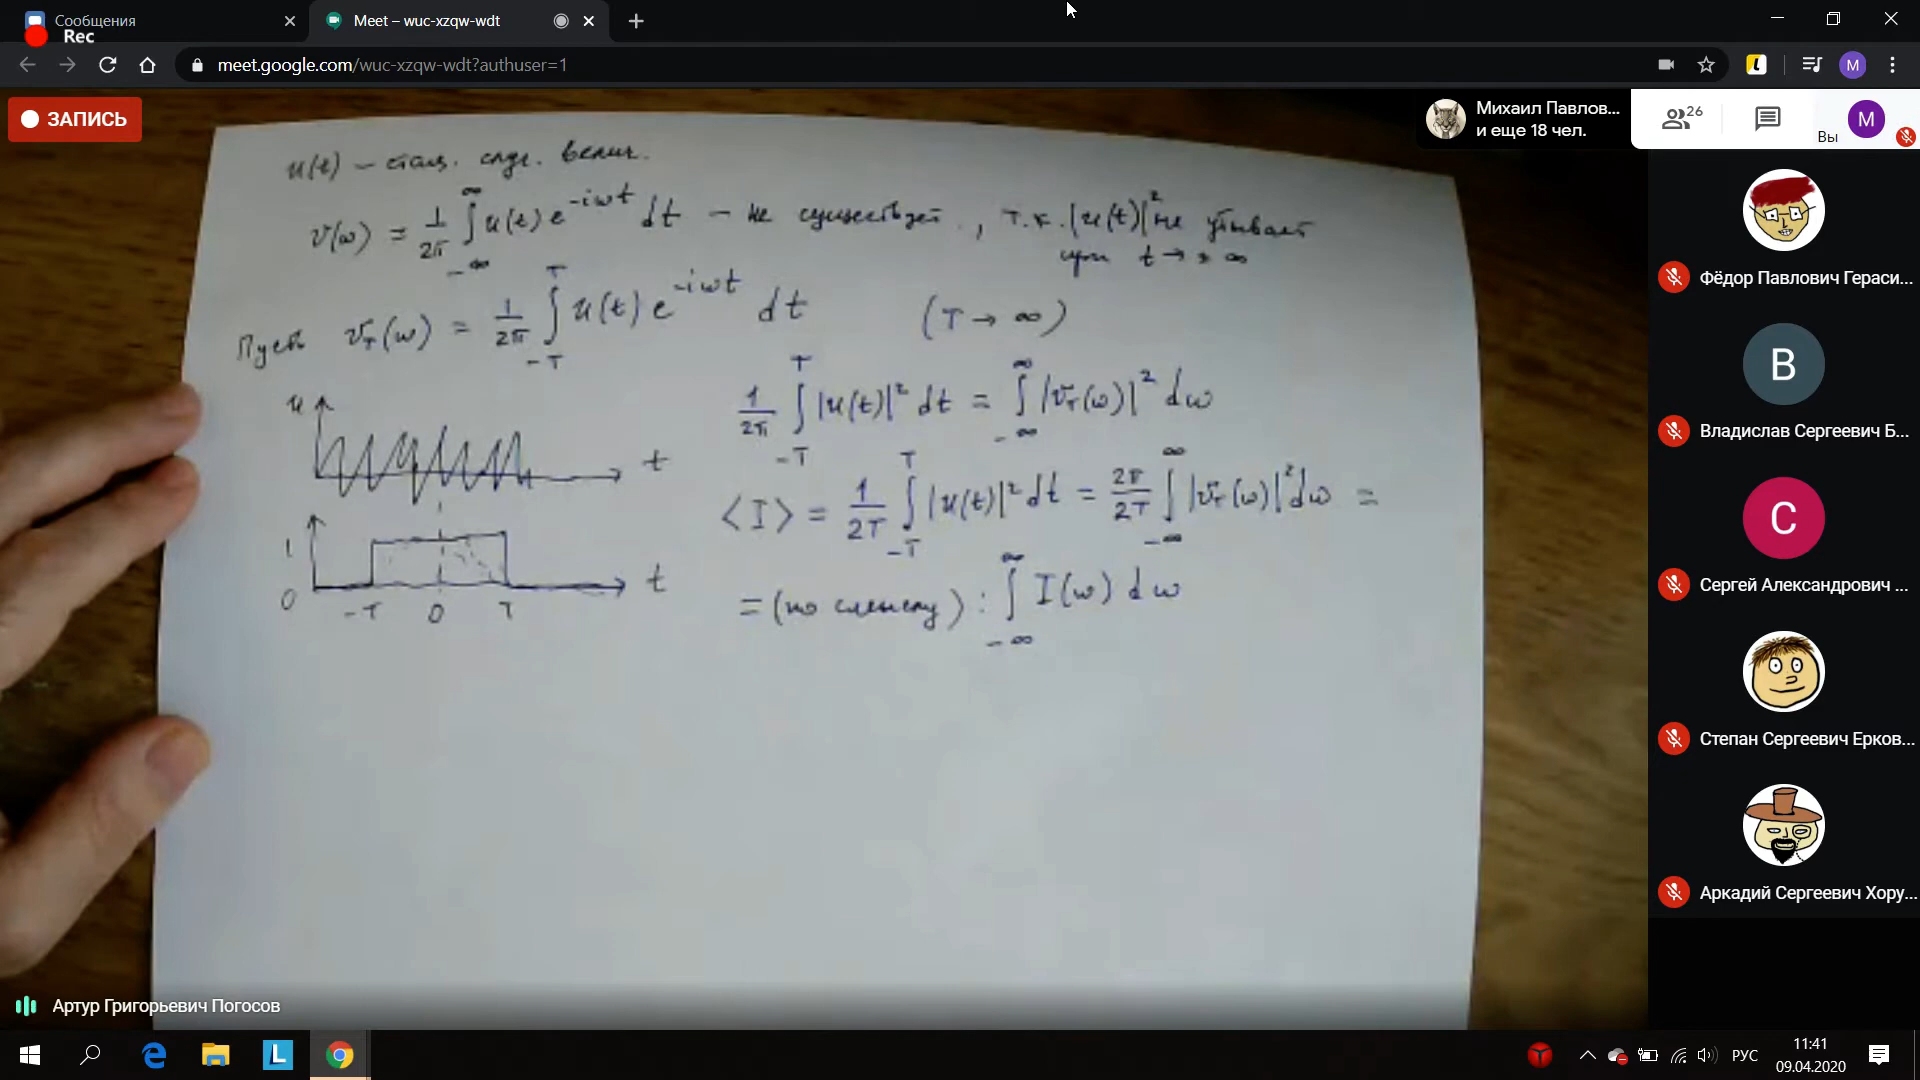 Сообщения
Meet – wuc-xzqw-wdt
Rec
meet.google.com/wuc-xzqw-wdt?authuser=1
M
ЗАПИСЬ
Михаил Павлов...
и еще 18 чел.
26
Вы
M
u(t) – стац. случ. велич.
v(ω) = 1/2π ∫_{-∞}^{∞} u(t) e^{-iωt} dt – не существует, т.к. |u(t)|² не убывает
при t → ± ∞
Пусть v_T(ω) = 1/2π ∫_{-T}^{T} u(t) e^{-iωt} dt (T → ∞)
u
t
1/2π ∫_{-T}^{T} |u(t)|² dt = ∫_{-∞}^{∞} |v_T(ω)|² dω
⟨I⟩ = 1/2T ∫_{-T}^{T} |u(t)|² dt = 2π/2T ∫_{-∞}^{∞} |v_T(ω)|² dω =
1
0
-T 0 T
t
= (по смыслу) : ∫_{-∞}^{∞} I(ω) dω
Фёдор Павлович Гераси...
В
Владислав Сергеевич Б...
С
Сергей Александрович ...
Степан Сергеевич Ерков...
Аркадий Сергеевич Хору...
Артур Григорьевич Погосов
L
РУС
11:41
09.04.2020